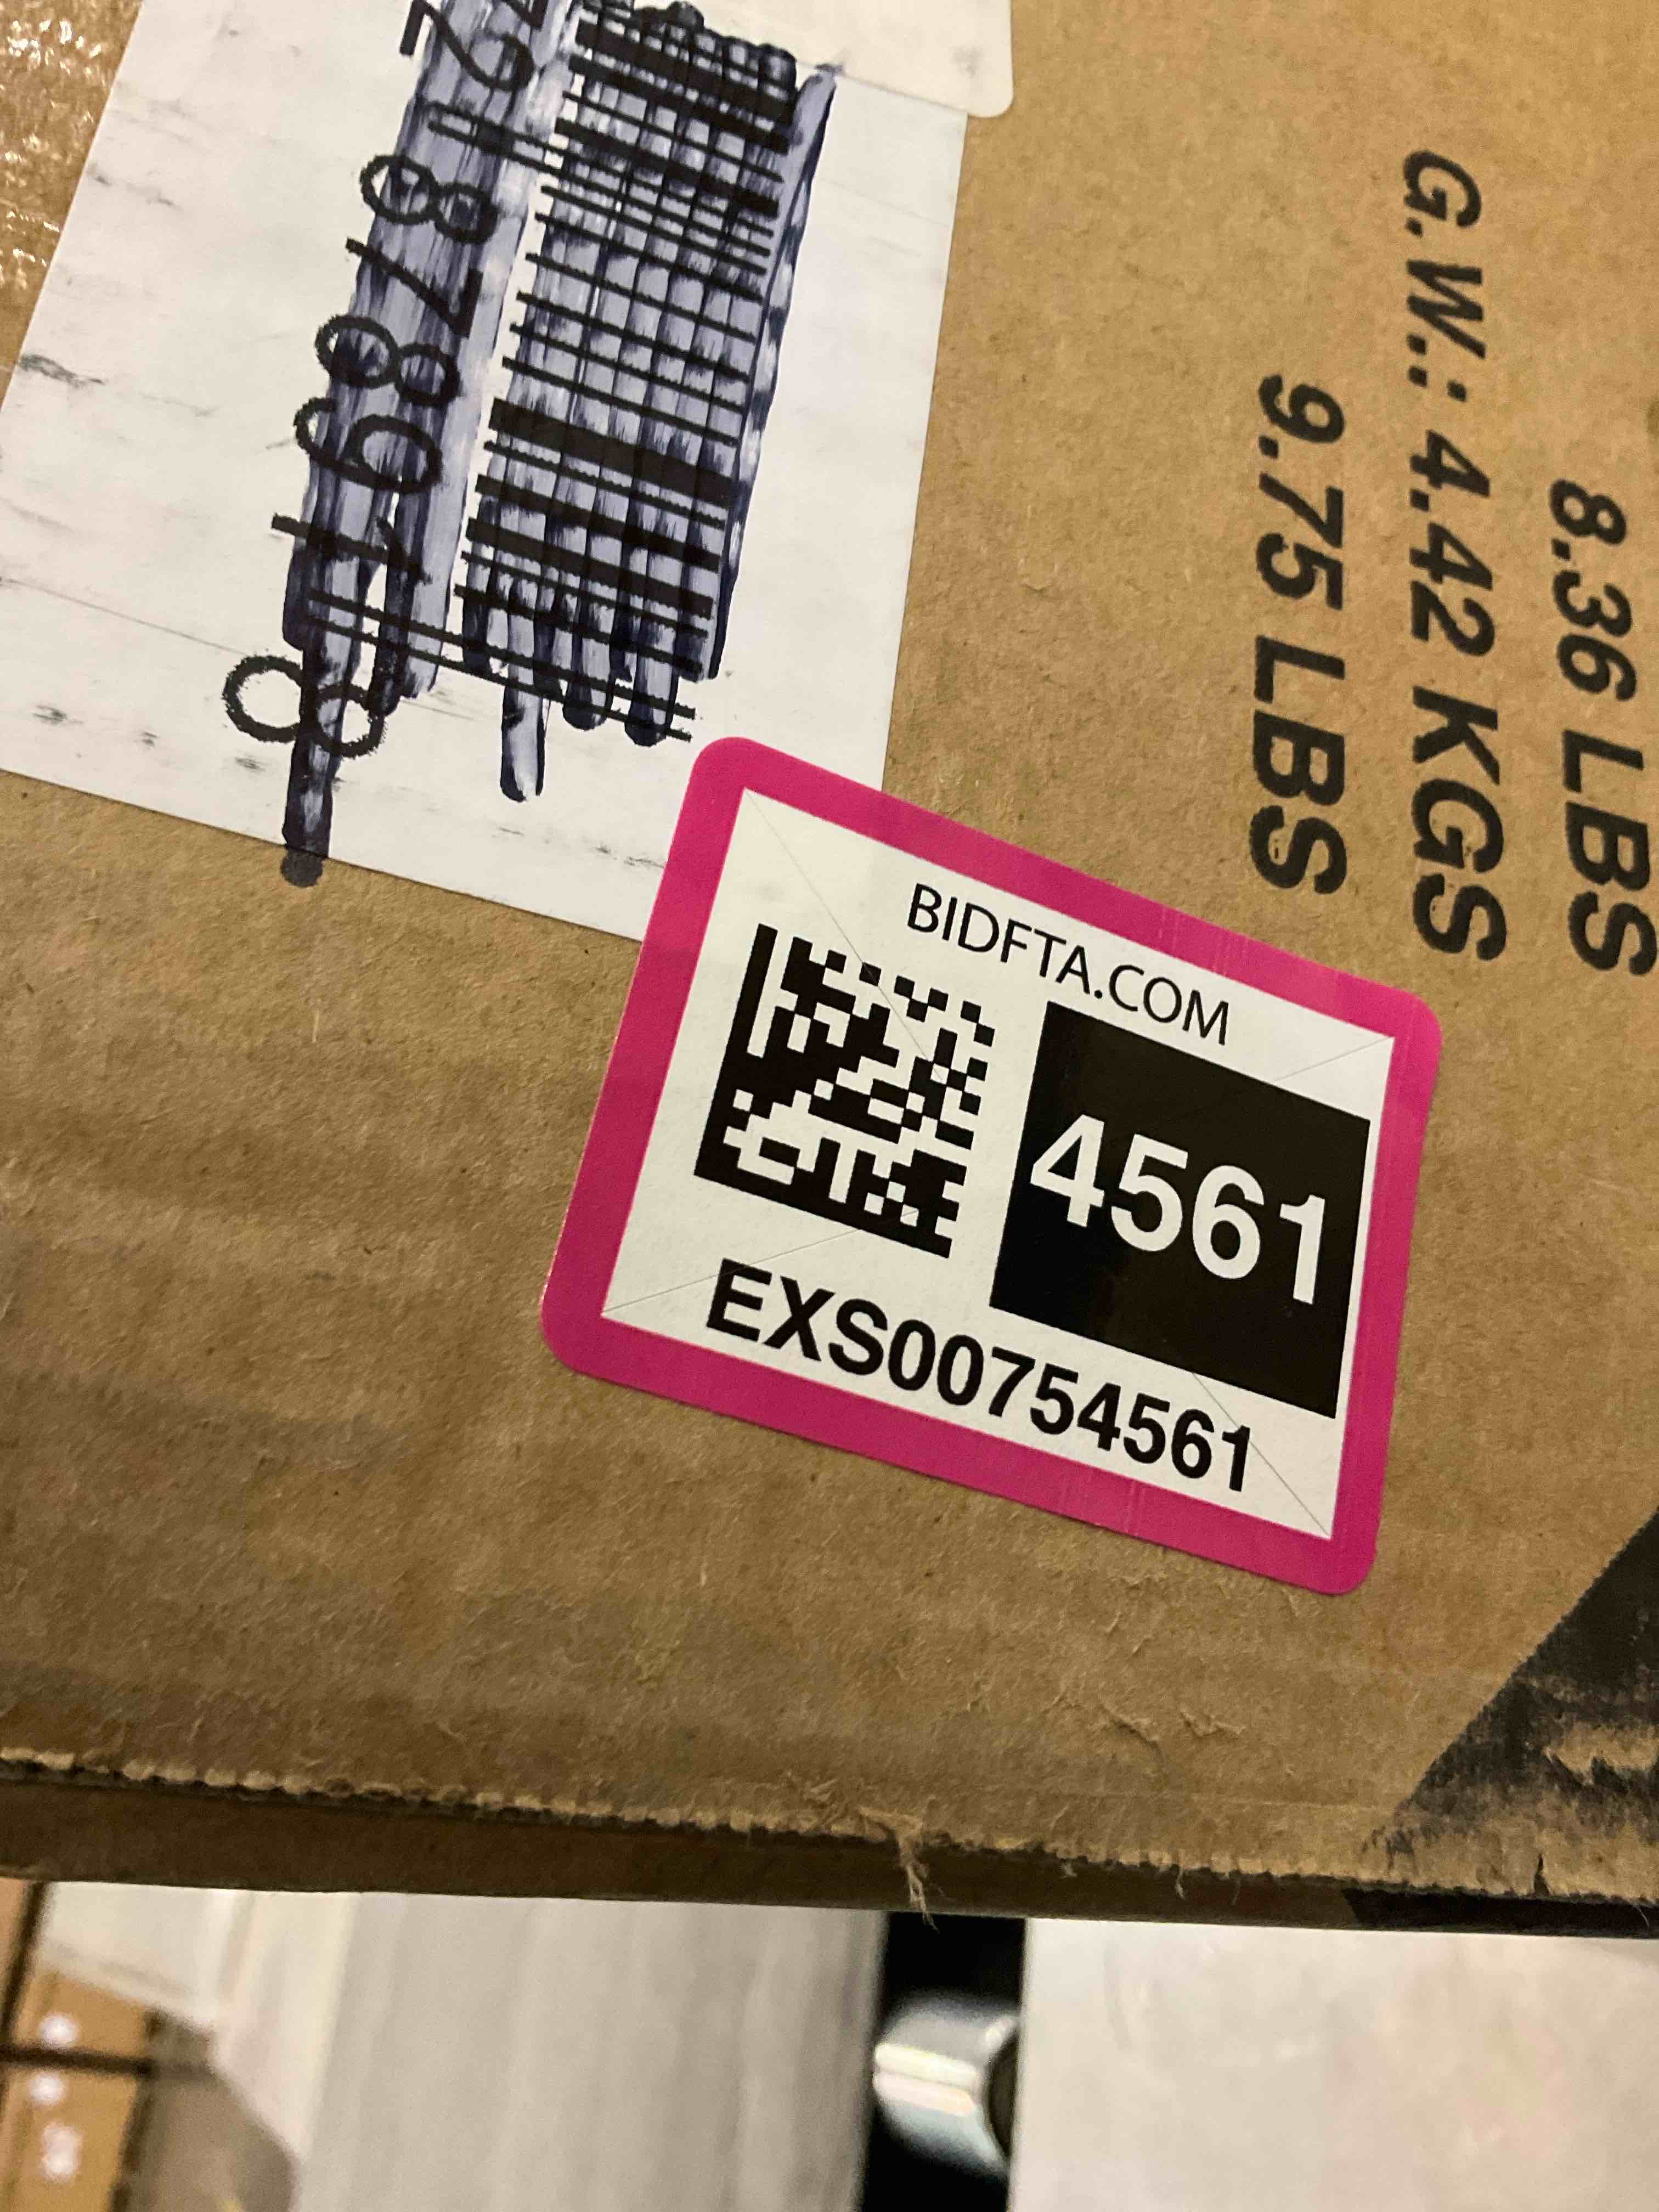 8.36 LBS
G.W.: 4.42 KGS
9.75 LBS
BIDFTA.COM
4561
EXS00754561